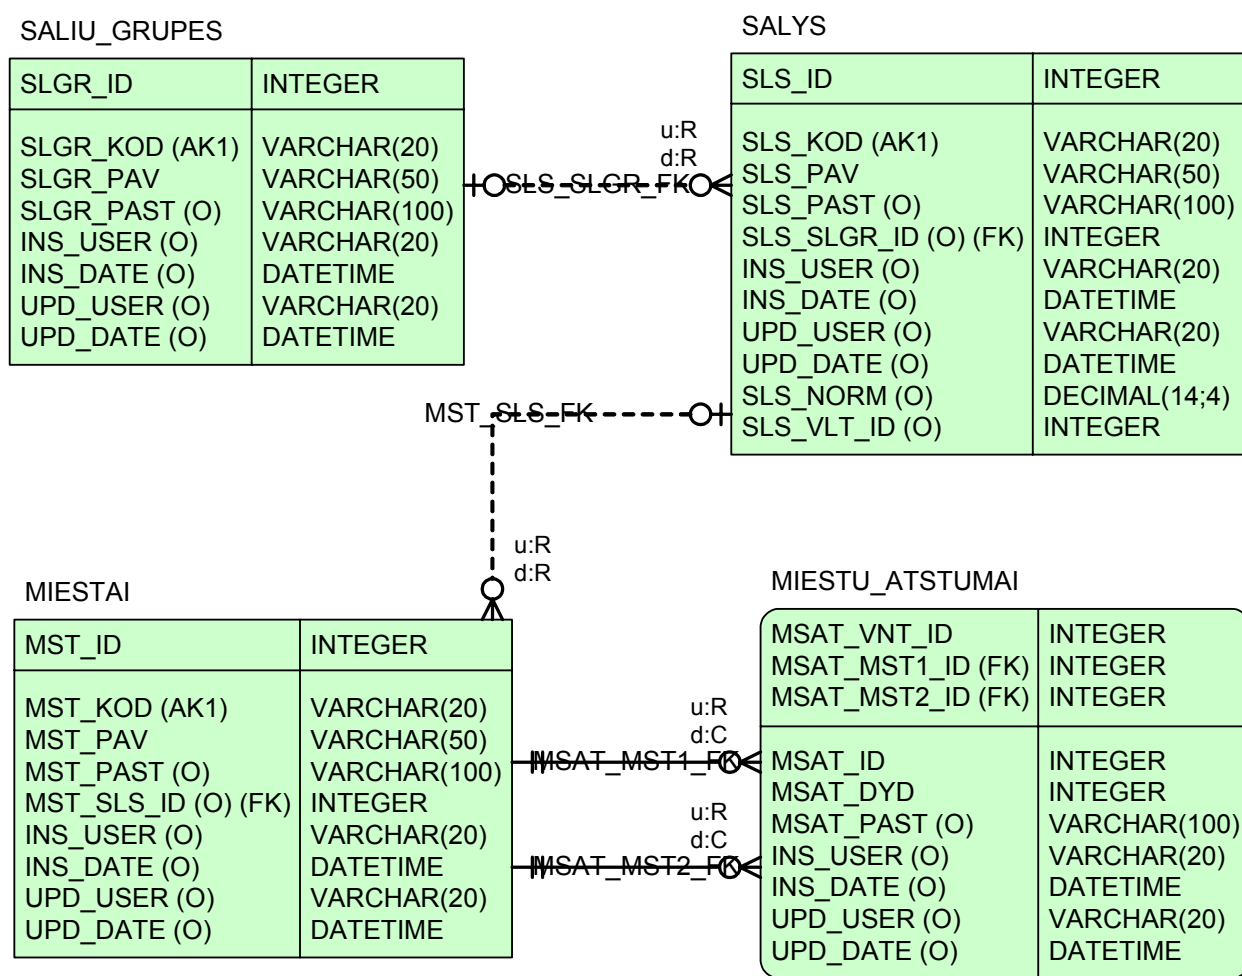 SALIU_GRUPES
SLGR_ID INTEGER
SLGR_KOD (AK1) VARCHAR(20)
SLGR_PAV VARCHAR(50)
SLGR_PAST (O) VARCHAR(100)
INS_USER (O) VARCHAR(20)
INS_DATE (O) DATETIME
UPD_USER (O) VARCHAR(20)
UPD_DATE (O) DATETIME
u:R
d:R
SLS_SLGR_FK
SALYS
SLS_ID INTEGER
SLS_KOD (AK1) VARCHAR(20)
SLS_PAV VARCHAR(50)
SLS_PAST (O) VARCHAR(100)
SLS_SLGR_ID (O) (FK) INTEGER
INS_USER (O) VARCHAR(20)
INS_DATE (O) DATETIME
UPD_USER (O) VARCHAR(20)
UPD_DATE (O) DATETIME
SLS_NORM (O) DECIMAL(14;4)
SLS_VLT_ID (O) INTEGER
MST_SLS_FK
u:R
d:R
MIESTAI
MST_ID INTEGER
MST_KOD (AK1) VARCHAR(20)
MST_PAV VARCHAR(50)
MST_PAST (O) VARCHAR(100)
MST_SLS_ID (O) (FK) INTEGER
INS_USER (O) VARCHAR(20)
INS_DATE (O) DATETIME
UPD_USER (O) VARCHAR(20)
UPD_DATE (O) DATETIME
u:R
d:C
MSAT_MST1_FK
u:R
d:C
MSAT_MST2_FK
MIESTU_ATSTUMAI
MSAT_VNT_ID INTEGER
MSAT_MST1_ID (FK) INTEGER
MSAT_MST2_ID (FK) INTEGER
MSAT_ID INTEGER
MSAT_DYD INTEGER
MSAT_PAST (O) VARCHAR(100)
INS_USER (O) VARCHAR(20)
INS_DATE (O) DATETIME
UPD_USER (O) VARCHAR(20)
UPD_DATE (O) DATETIME